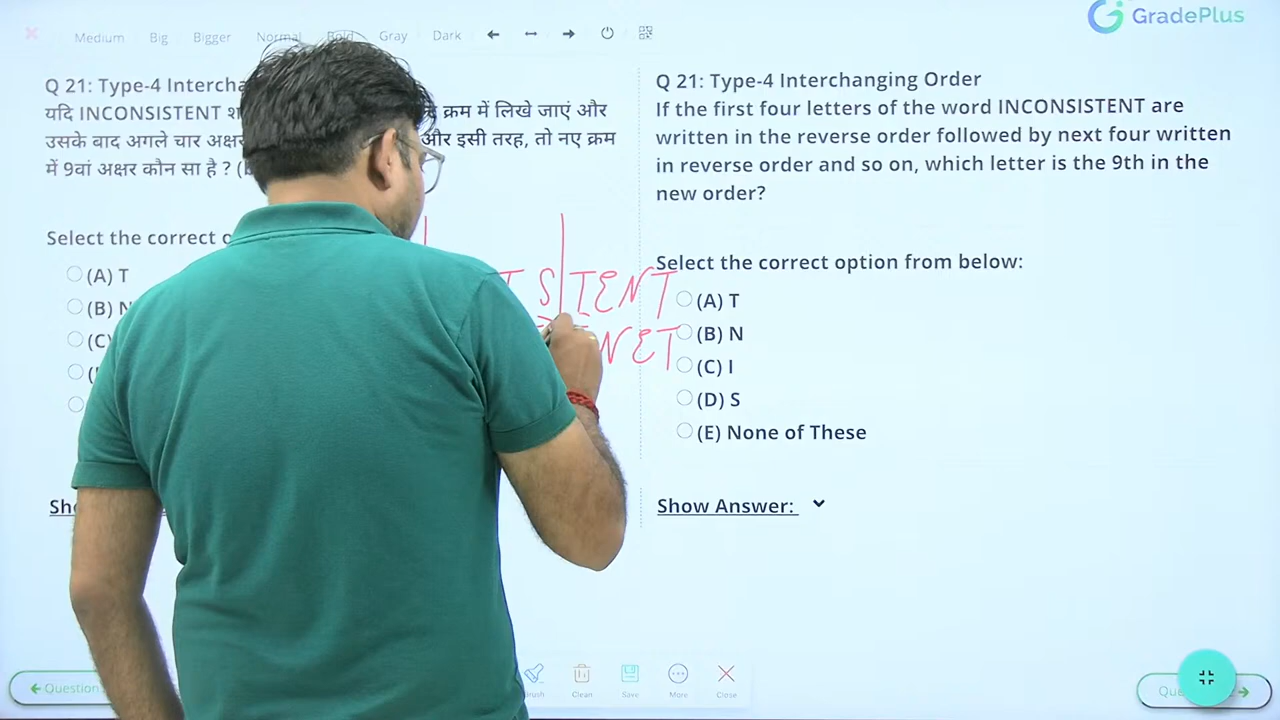 GradePlus
Medium Big Bigger Normal Bold Gray Dark
Q 21: Type-4
यदि INCONSISTENT
क्रम में लिखे जाएं और
उसके बाद अगले चार
और इसी तरह, तो नए क्रम
में 9वां अक्षर कौन सा है ?
Select the correct
(A) T
(B) N
Q 21: Type-4 Interchanging Order
If the first four letters of the word INCONSISTENT are
written in the reverse order followed by next four written
in reverse order and so on, which letter is the 9th in the
new order?
Select the correct option from below:
(A) T
(B) N
(C) I
(D) S
(E) None of These
Show Answer:
S TENT
NET
Question
Clean Save More Close